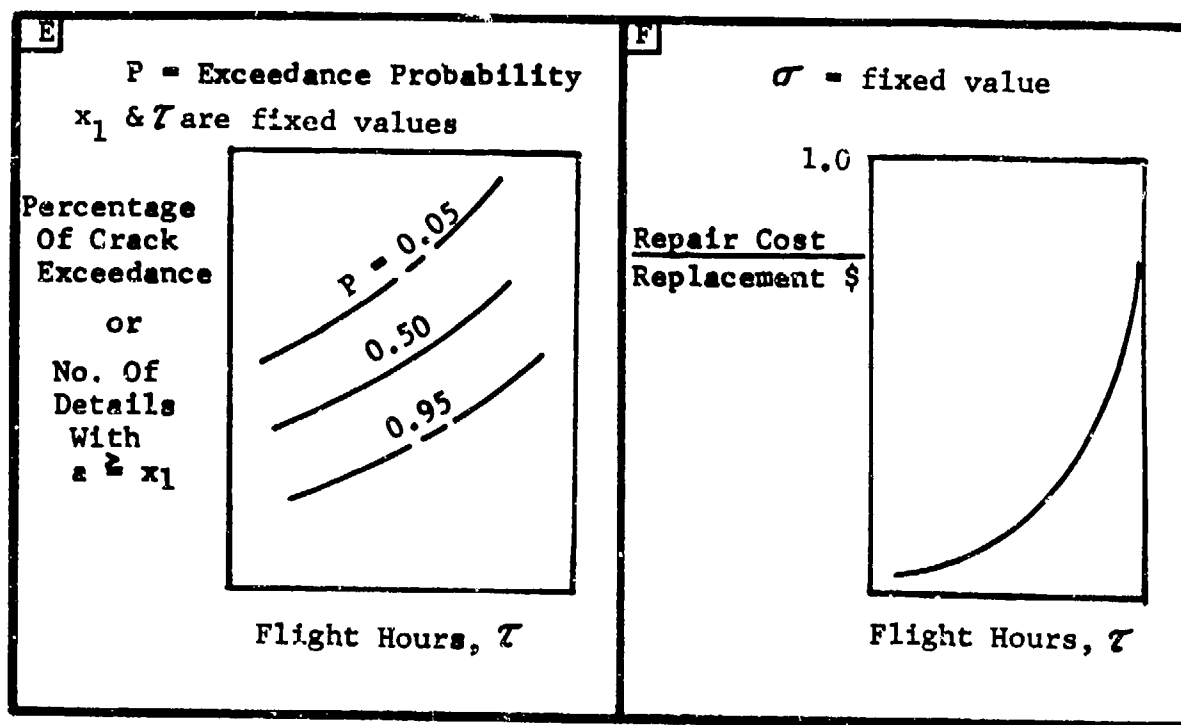 E
P = Exceedance Probability
x1 & τ are fixed values
Percentage
Of Crack
Exceedance
or
No. Of
Details
With
a ≥ x1
P = 0.05
0.50
0.95
Flight Hours, τ
F
σ = fixed value
1.0
Repair Cost
Replacement $
Flight Hours, τ